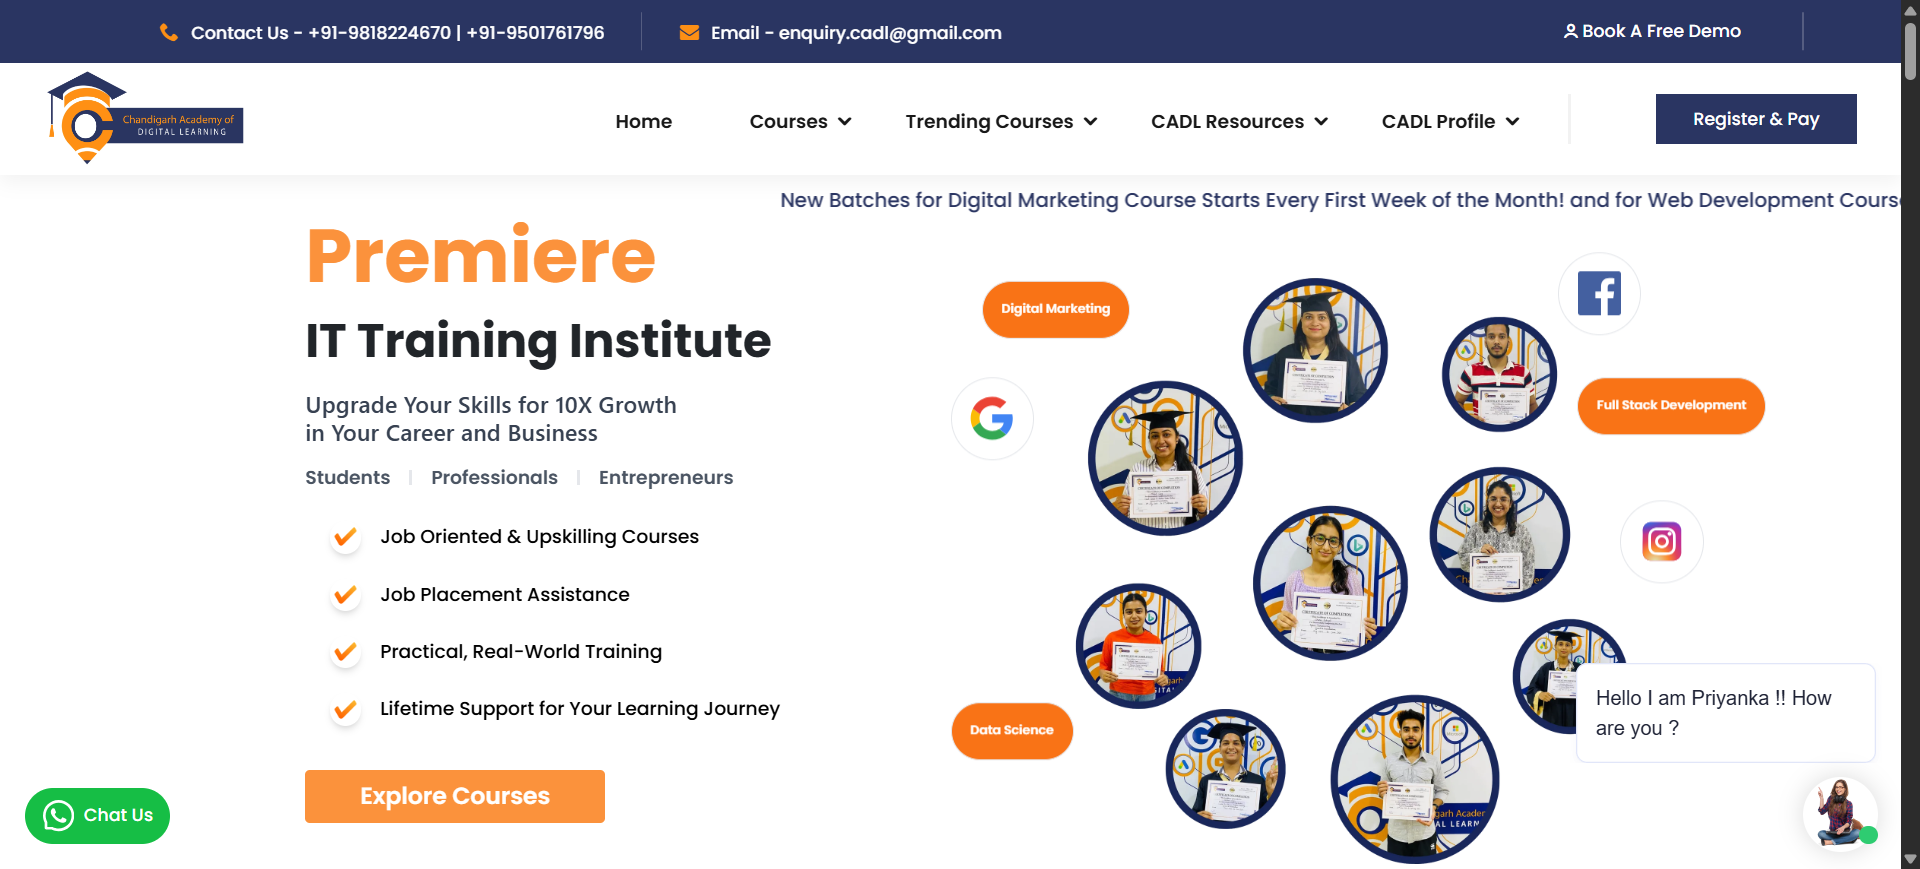 Contact Us - +91-9818224670 | +91-9501761796
Email - enquiry.cadl@gmail.com
Book A Free Demo
Chandigarh Academy of
DIGITAL LEARNING
Home
Courses
Trending Courses
CADL Resources
CADL Profile
Register & Pay
New Batches for Digital Marketing Course Starts Every First Week of the Month! and for Web Development Cours
Premiere
IT Training Institute
Upgrade Your Skills for 10X Growth
in Your Career and Business
Students
Professionals
Entrepreneurs
Job Oriented & Upskilling Courses
Job Placement Assistance
Practical, Real-World Training
Lifetime Support for Your Learning Journey
Explore Courses
Chat Us
Digital Marketing
Full Stack Development
Data Science
Hello I am Priyanka !! How
are you ?